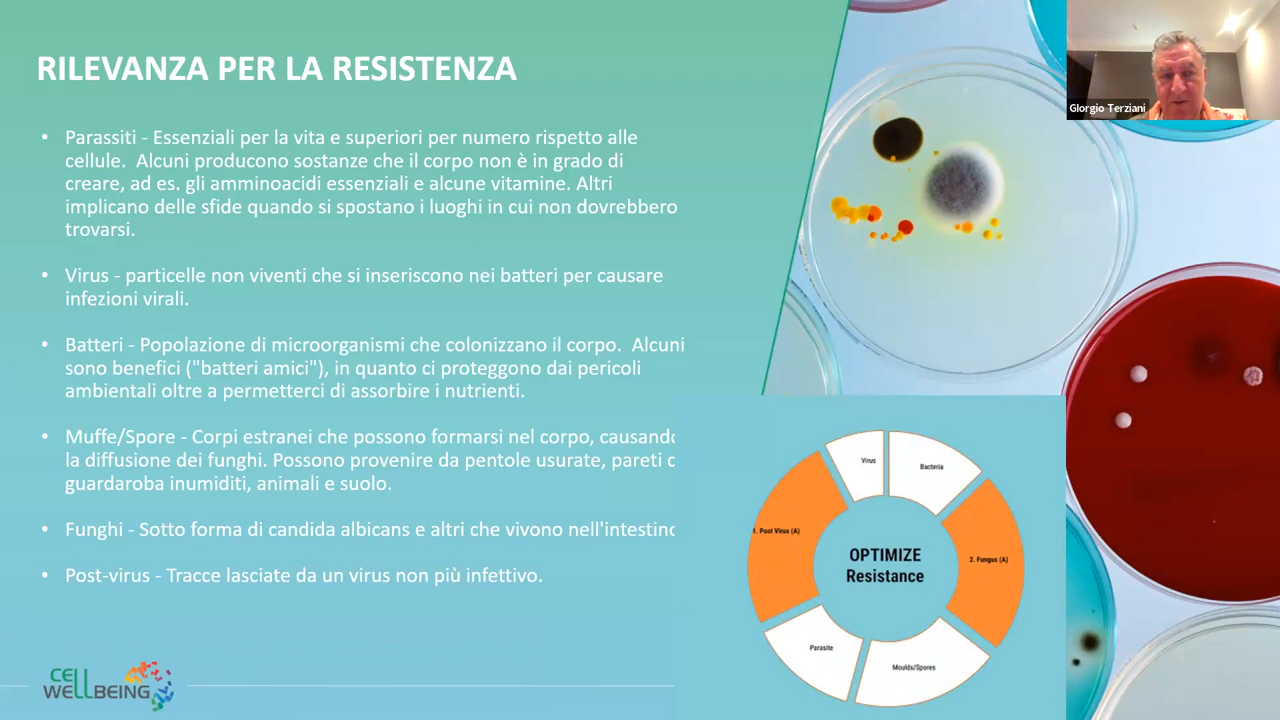 RILEVANZA PER LA RESISTENZA
• Parassiti - Essenziali per la vita e superiori per numero rispetto alle
cellule. Alcuni producono sostanze che il corpo non è in grado di
creare, ad es. gli amminoacidi essenziali e alcune vitamine. Altri
implicano delle sfide quando si spostano i luoghi in cui non dovrebbero
trovarsi.
• Virus - particelle non viventi che si inseriscono nei batteri per causare
infezioni virali.
• Batteri - Popolazione di microorganismi che colonizzano il corpo. Alcuni
sono benefici ("batteri amici"), in quanto ci proteggono dai pericoli
ambientali oltre a permetterci di assorbire i nutrienti.
• Muffe/Spore - Corpi estranei che possono formarsi nel corpo, causando
la diffusione dei funghi. Possono provenire da pentole usurate, pareti
guardaroba inumiditi, animali e suolo.
• Funghi - Sotto forma di candida albicans e altri che vivono nell'intestino
• Post-virus - Tracce lasciate da un virus non più infettivo.
CELL
WELLBEING
GIorgio Terziani
Virus
Bacteria
1. Post Virus (A)
2. Fungus (A)
OPTIMIZE
Resistance
Parasite
Moulds/Spores